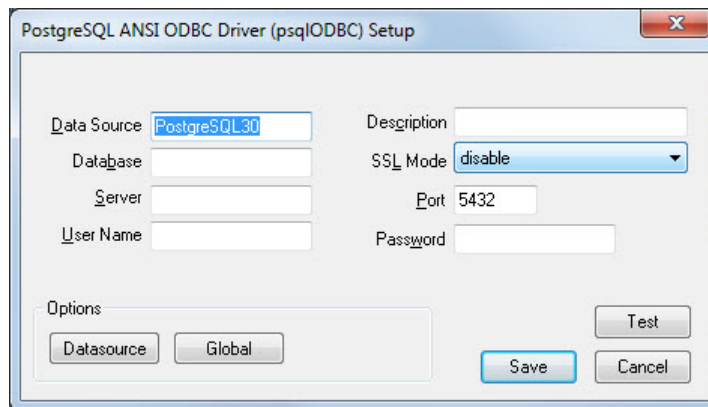 PostgreSQL ANSI ODBC Driver (psqlODBC) Setup
Data Source PostgreSQL30 Description
Database SSL Mode disable
Server Port 5432
User Name Password
Options
Datasource Global Test
Save Cancel